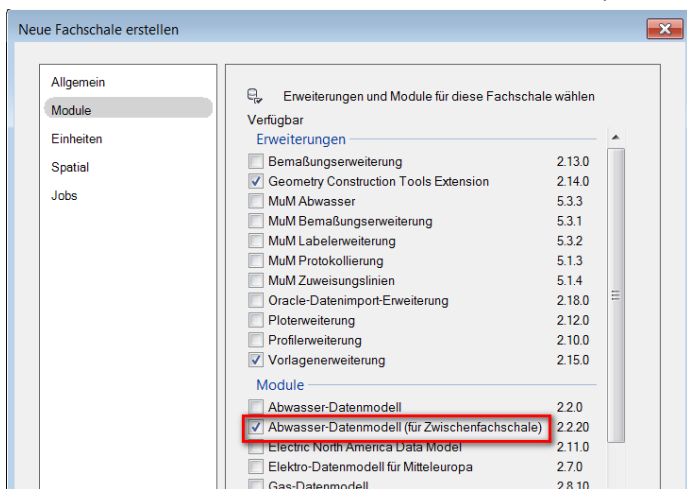 Neue Fachschale erstellen
Allgemein
Module
Einheiten
Spatial
Jobs
Erweiterungen und Module für diese Fachschale wählen
Verfügbar
Erweiterungen
Bemaßungserweiterung 2.13.0
Geometry Construction Tools Extension 2.14.0
MuM Abwasser 5.3.3
MuM Bemaßungserweiterung 5.3.1
MuM Labelerweiterung 5.3.2
MuM Protokollierung 5.1.3
MuM Zuweisungslinien 5.1.4
Oracle-Datenimport-Erweiterung 2.18.0
Ploterweiterung 2.12.0
Profilerweiterung 2.10.0
Vorlagenerweiterung 2.15.0
Module
Abwasser-Datenmodell 2.2.0
Abwasser-Datenmodell (für Zwischenfachschale) 2.2.20
Electric North America Data Model 2.11.0
Elektro-Datenmodell für Mitteleuropa 2.7.0
Gas-Datenmodell 2.8.10